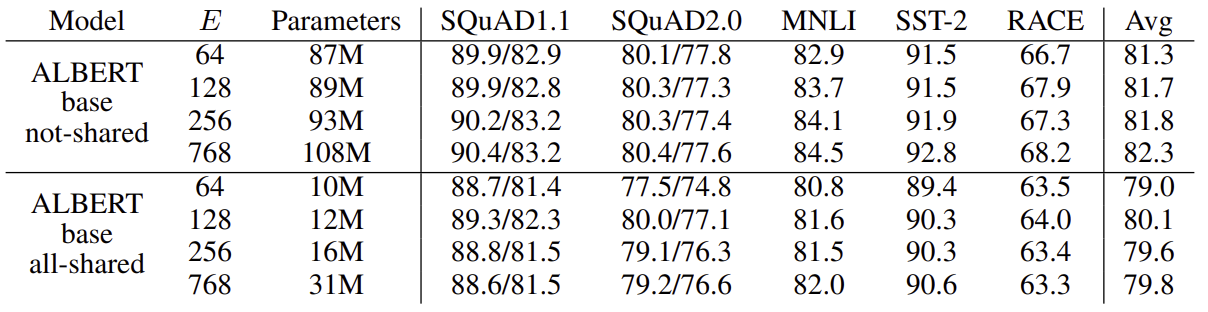 Model E Parameters SQuAD1.1 SQuAD2.0 MNLI SST-2 RACE Avg
ALBERT base not-shared
64 87M 89.9/82.9 80.1/77.8 82.9 91.5 66.7 81.3
128 89M 89.9/82.8 80.3/77.3 83.7 91.5 67.9 81.7
256 93M 90.2/83.2 80.3/77.4 84.1 91.9 67.3 81.8
768 108M 90.4/83.2 80.4/77.6 84.5 92.8 68.2 82.3
ALBERT base all-shared
64 10M 88.7/81.4 77.5/74.8 80.8 89.4 63.5 79.0
128 12M 89.3/82.3 80.0/77.1 81.6 90.3 64.0 80.1
256 16M 88.8/81.5 79.1/76.3 81.5 90.3 63.4 79.6
768 31M 88.6/81.5 79.2/76.6 82.0 90.6 63.3 79.8